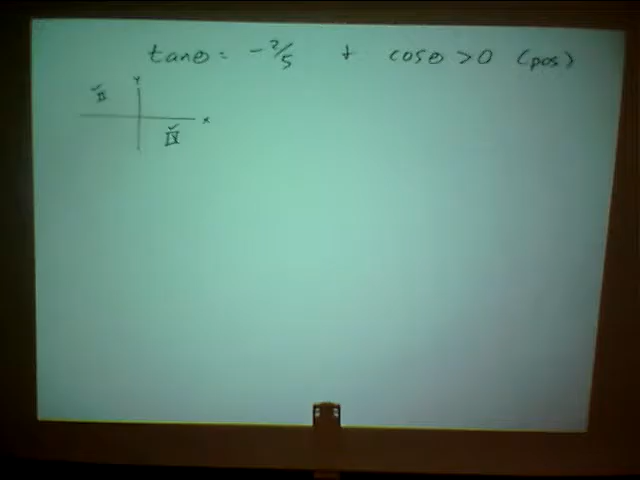 tanθ = -2/5 + cosθ > 0 (pos)
Y
II
X
IV